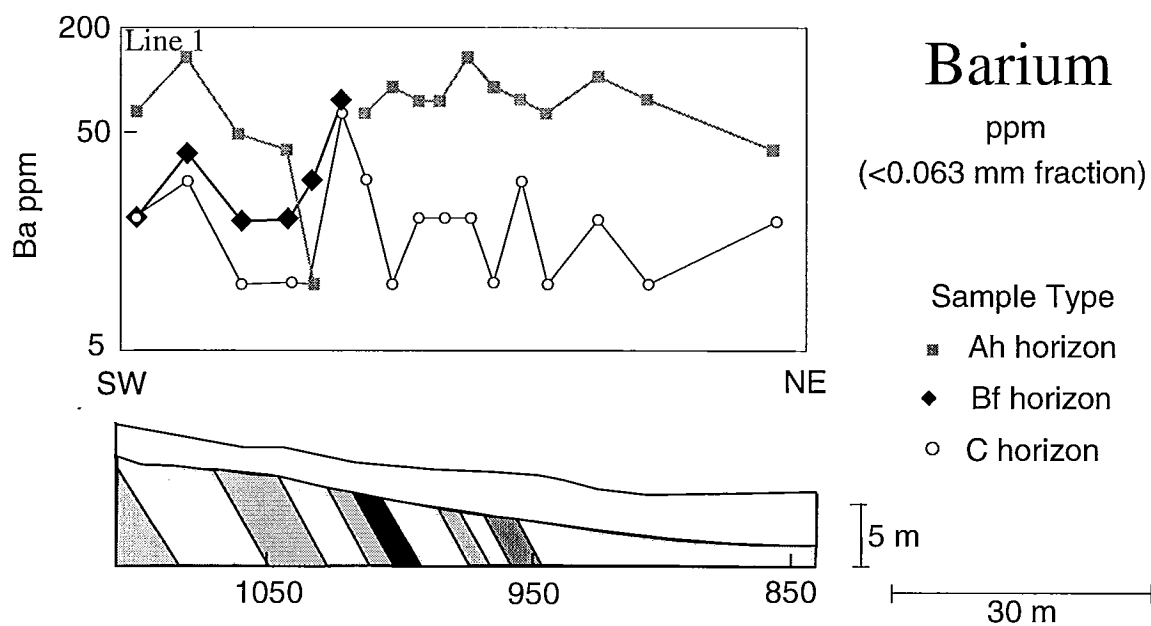 200
Line 1
50
5
Ba ppm
SW
NE
Barium
ppm
(<0.063 mm fraction)
Sample Type
Ah horizon
Bf horizon
C horizon
5 m
1050
950
850
30 m